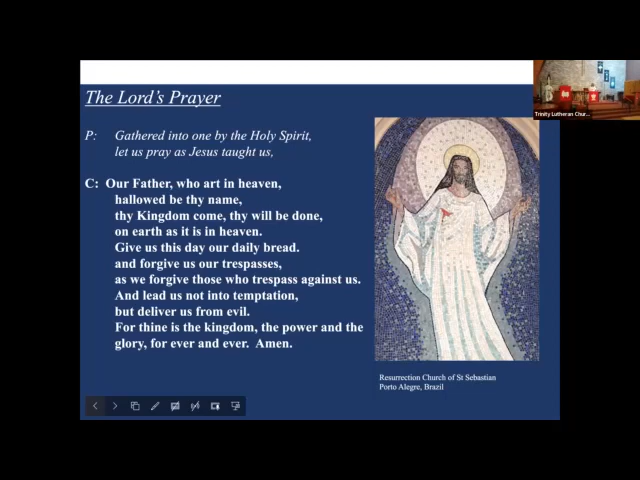 The Lord's Prayer
P: Gathered into one by the Holy Spirit,
let us pray as Jesus taught us,
C: Our Father, who art in heaven,
hallowed be thy name,
thy Kingdom come, thy will be done,
on earth as it is in heaven.
Give us this day our daily bread.
and forgive us our trespasses,
as we forgive those who trespass against us.
And lead us not into temptation,
but deliver us from evil.
For thine is the kingdom, the power and the
glory, for ever and ever. Amen.
Resurrection Church of St Sebastian
Porto Alegre, Brazil
Trinity Lutheran Chur...